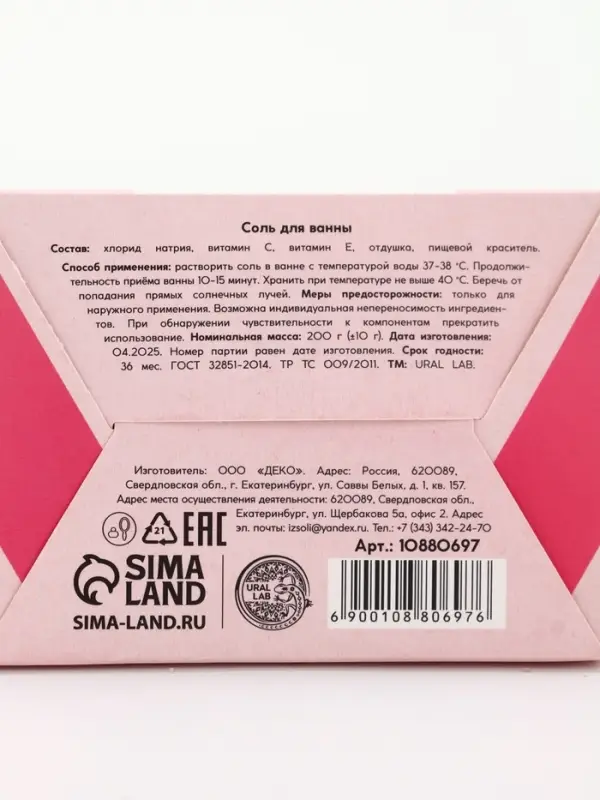 Соль для ванны
Состав: хлорид натрия, витамин С, витамин Е, отдушка, пищевой краситель.
Способ применения: растворить соль в ванне с температурой воды 37-38 °С. Продолжи-
тельность приёма ванны 10-15 минут. Хранить при температуре не выше 40 °С. Беречь от
попадания прямых солнечных лучей. Меры предосторожности: только для
наружного применения. Возможна индивидуальная непереносимость ингредиен-
тов. При обнаружении чувствительности к компонентам прекратить
использование. Номинальная масса: 200 г (±10 г). Дата изготовления:
04.2025. Номер партии равен дате изготовления. Срок годности:
36 мес. ГОСТ 32851-2014. ТР ТС 009/2011. ТМ: URAL LAB.
Изготовитель: ООО «ДЕКО». Адрес: Россия, 620089,
Свердловская обл., г. Екатеринбург, ул. Саввы Белых, д. 1, кв. 157.
Адрес места осуществления деятельности: 620089, Свердловская обл.,
Екатеринбург, ул. Щербакова 5а, офис 2. Адрес
эл. почты: izsoli@yandex.ru. Тел.: +7 (343) 342-24-70
21
EAC
Арт.: 10880697
SIMA
LAND
SIMA-LAND.RU
URAL
LAB
6 900108 806976